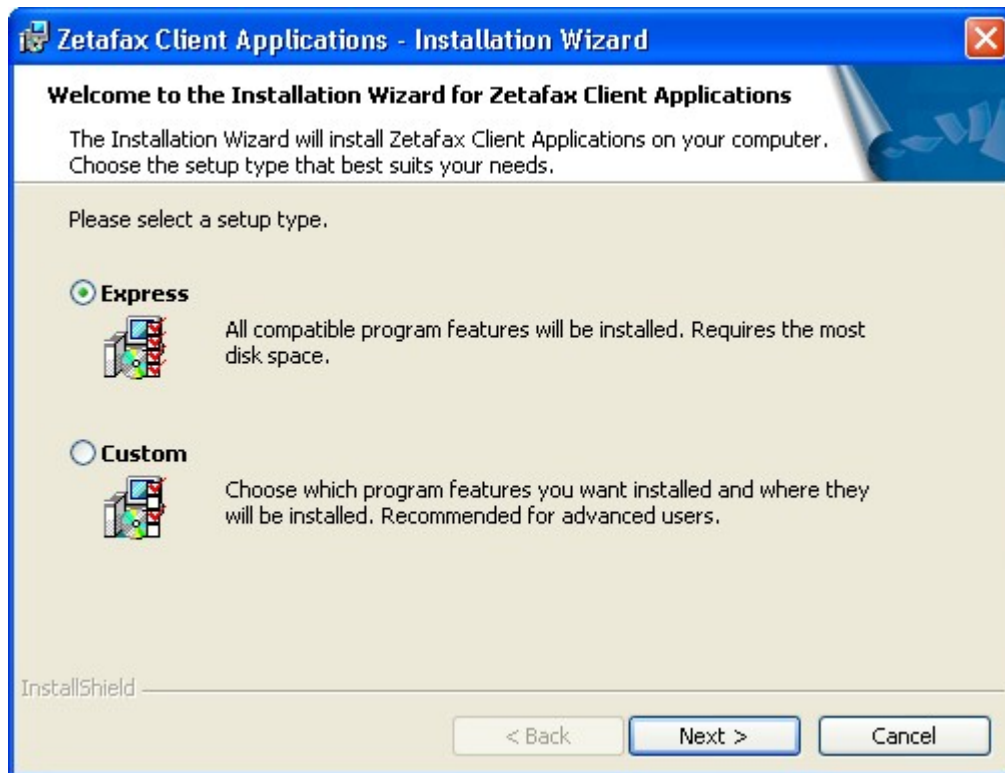 Zetafax Client Applications - Installation Wizard
Welcome to the Installation Wizard for Zetafax Client Applications
The Installation Wizard will install Zetafax Client Applications on your computer.
Choose the setup type that best suits your needs.
Please select a setup type.
Express
All compatible program features will be installed. Requires the most
disk space.
Custom
Choose which program features you want installed and where they
will be installed. Recommended for advanced users.
InstallShield
< Back
Next >
Cancel